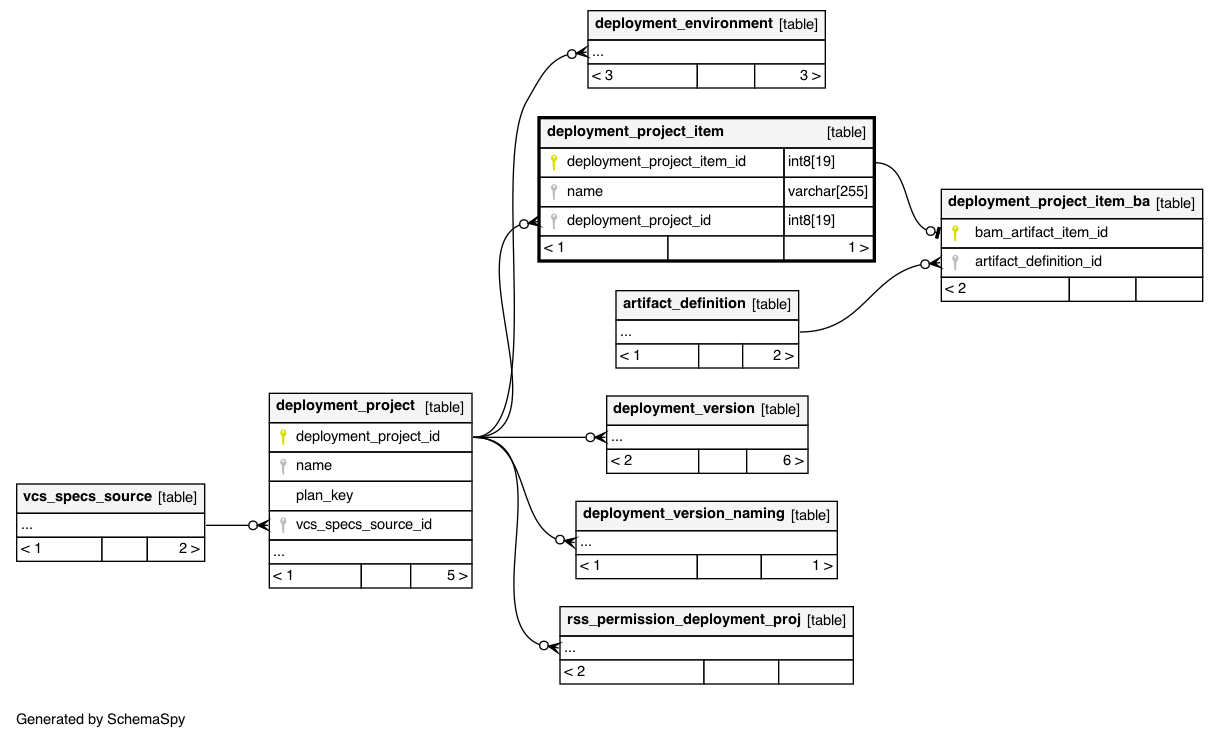 deployment_environment [table]
...
< 3 3 >
deployment_project_item [table]
deployment_project_item_id int8[19]
name varchar[255]
deployment_project_id int8[19]
< 1 1 >
deployment_project_item_ba [table]
bam_artifact_item_id
artifact_definition_id
< 2
artifact_definition [table]
...
< 1 2 >
deployment_project [table]
deployment_project_id
name
plan_key
vcs_specs_source_id
...
< 1 5 >
deployment_version [table]
...
< 2 6 >
vcs_specs_source [table]
...
< 1 2 >
deployment_version_naming [table]
...
< 1 1 >
rss_permission_deployment_proj [table]
...
< 2
Generated by SchemaSpy